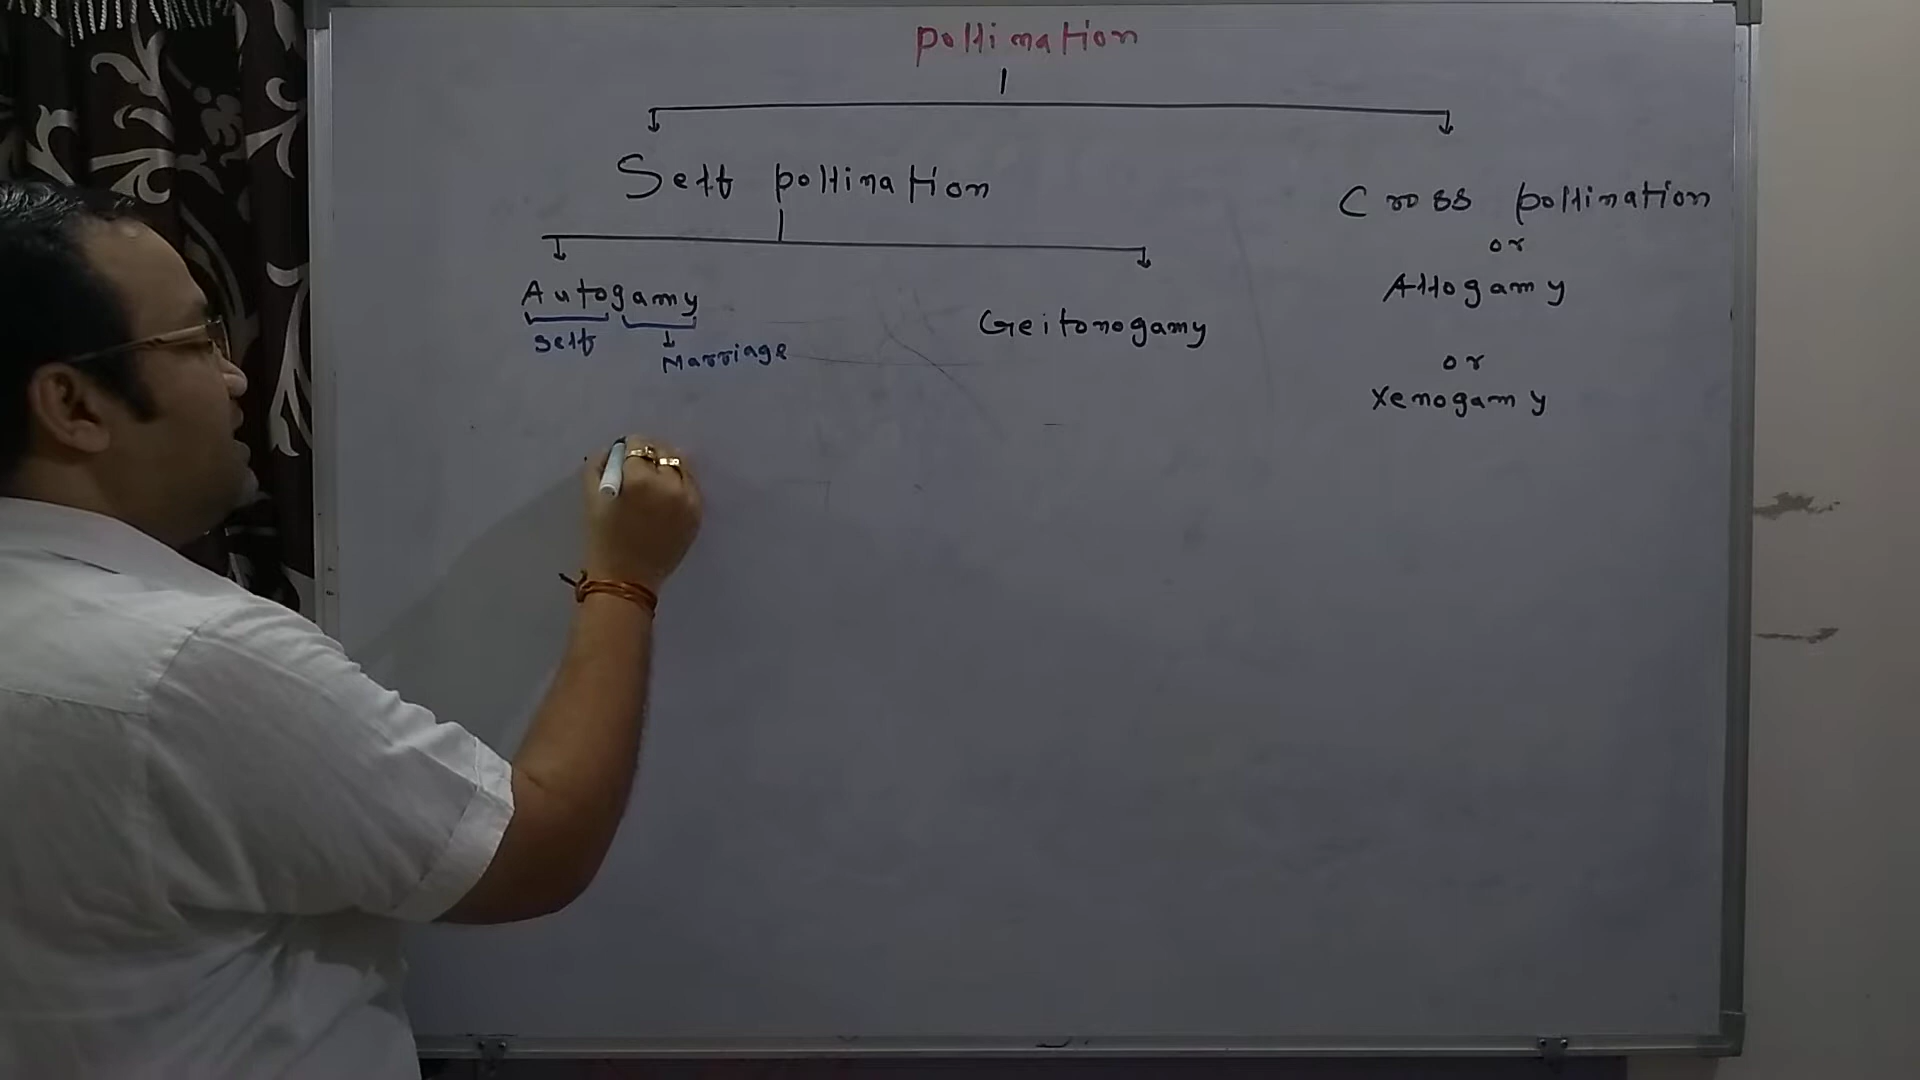 Pollination
Self pollination
Cross pollination
or
Autogamy
Allogamy
Geitonogamy
self
Marriage
or
Xenogamy